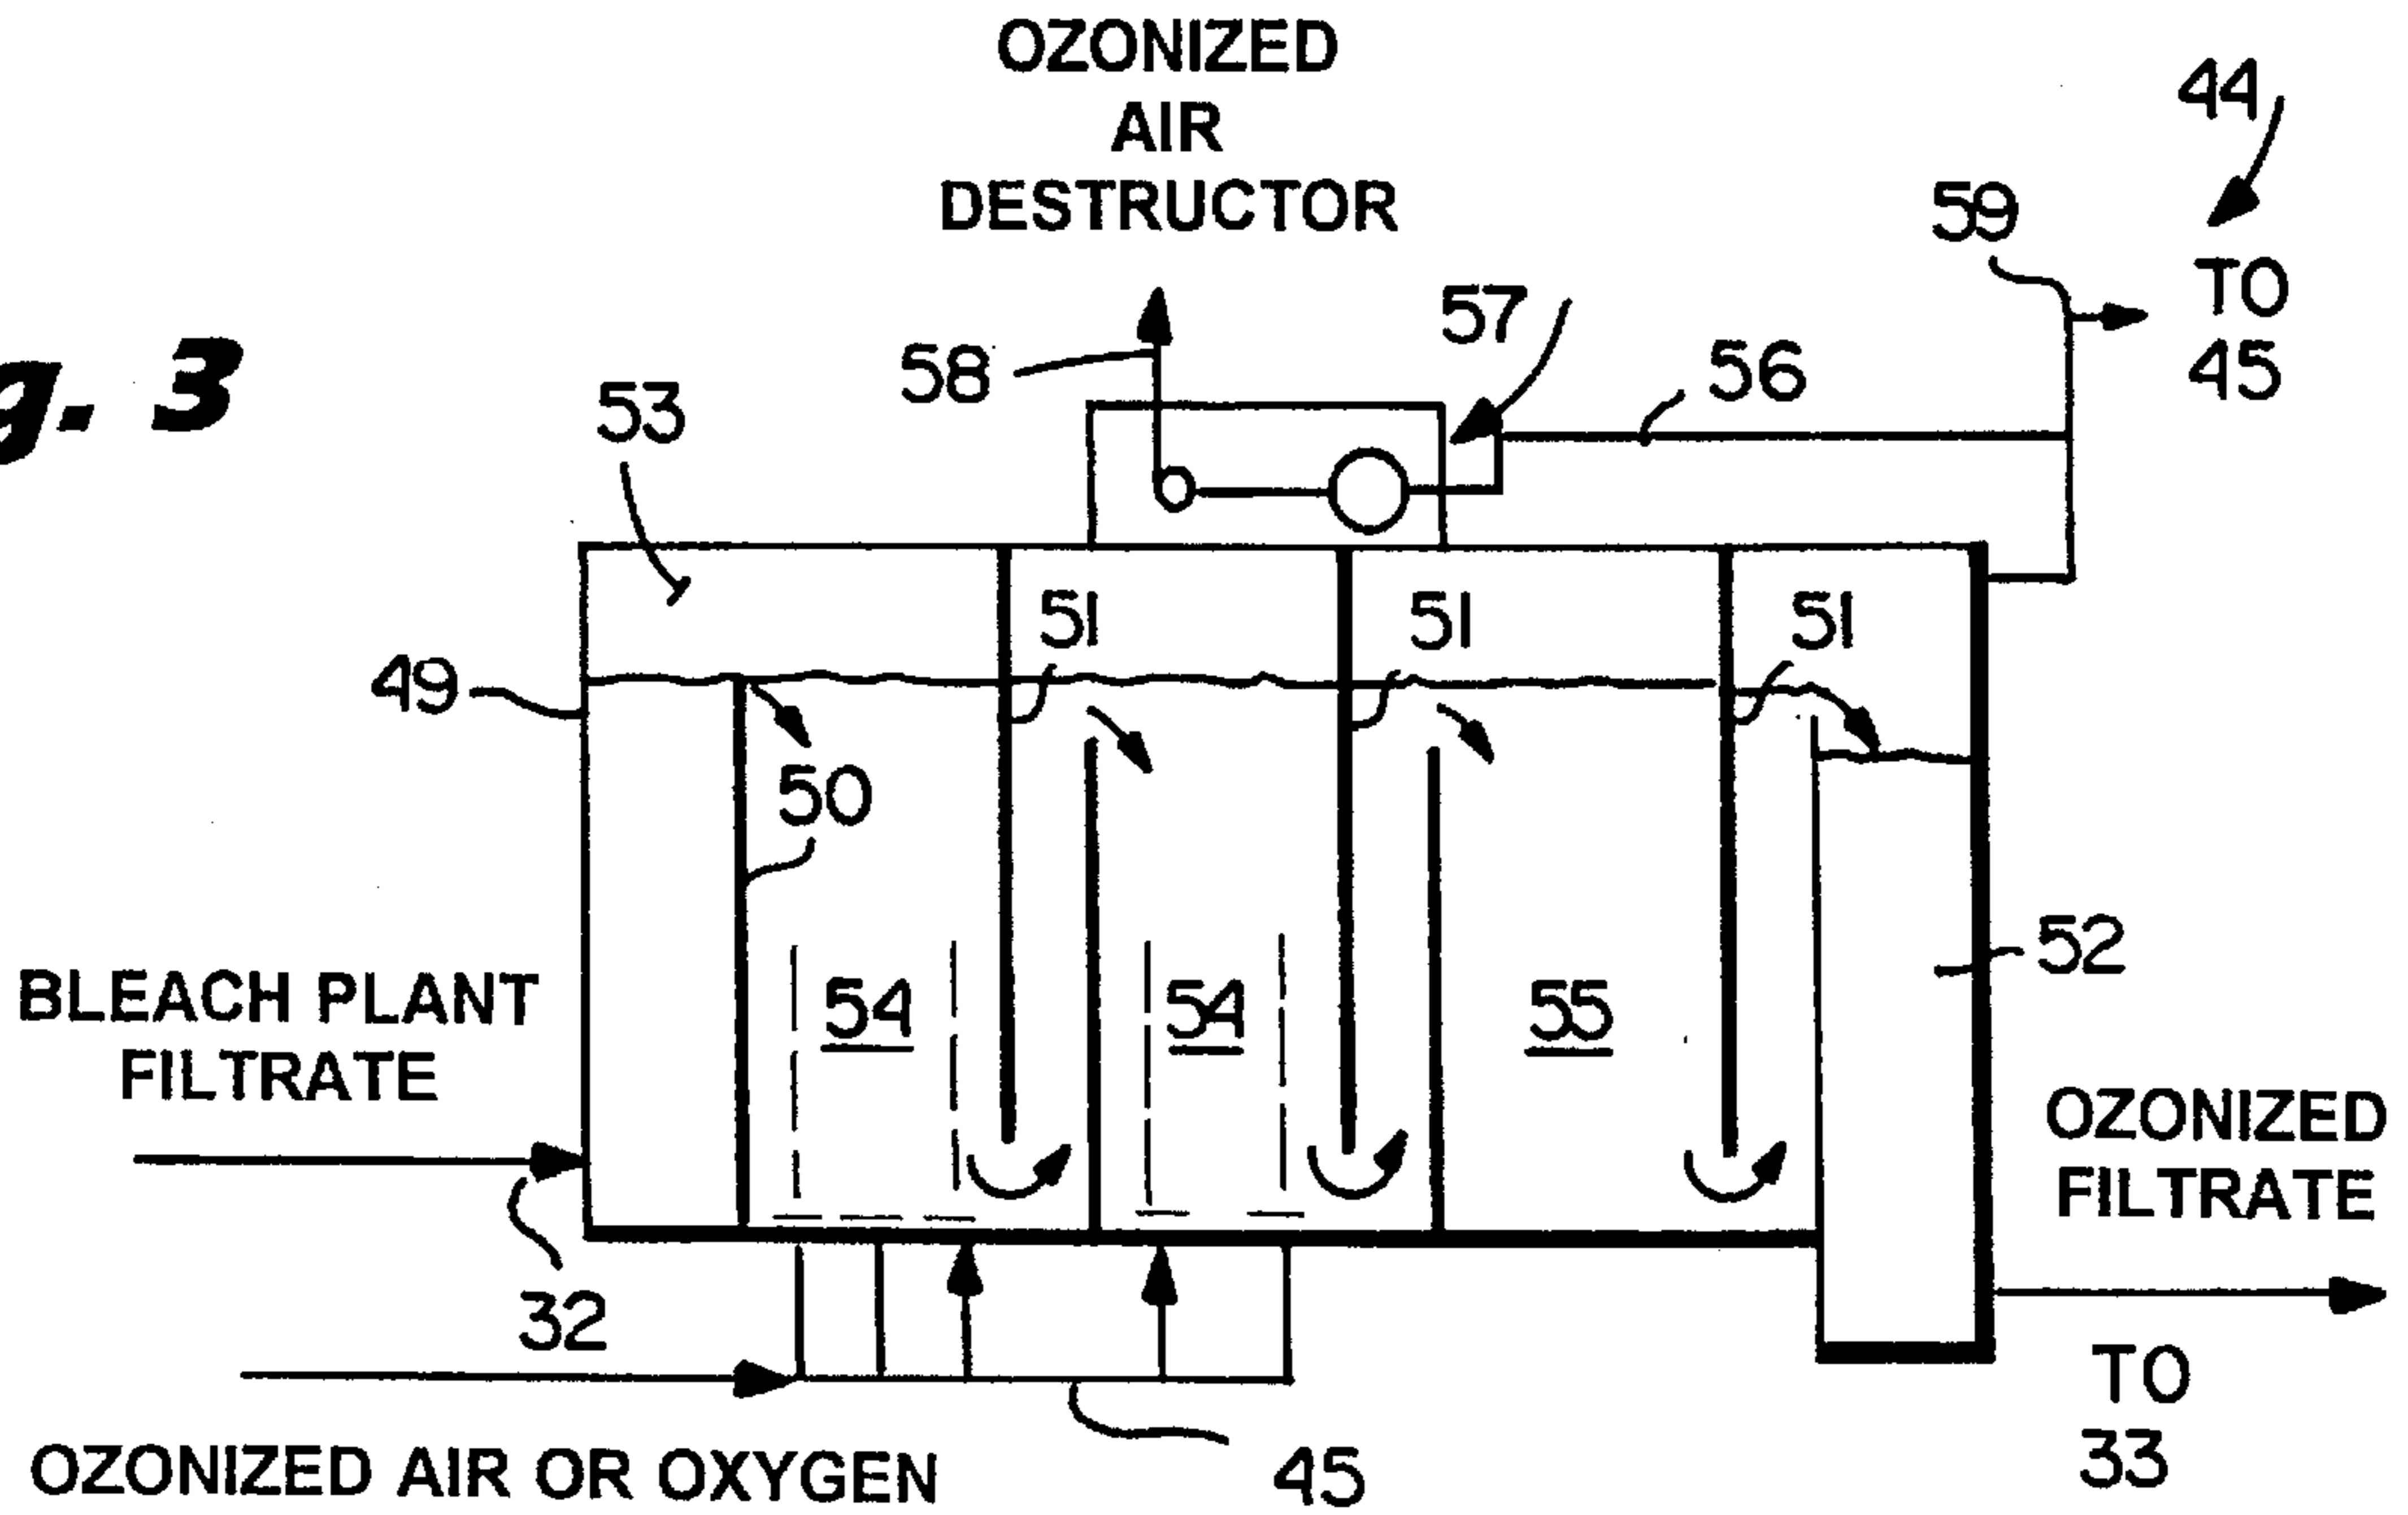 OZONIZED
AIR
DESTRUCTOR
44
59
TO
45
57
58
56
g. 3
53
51
51
51
49
50
52
54
54
55
BLEACH PLANT
FILTRATE
OZONIZED
FILTRATE
32
TO
33
OZONIZED AIR OR OXYGEN
45